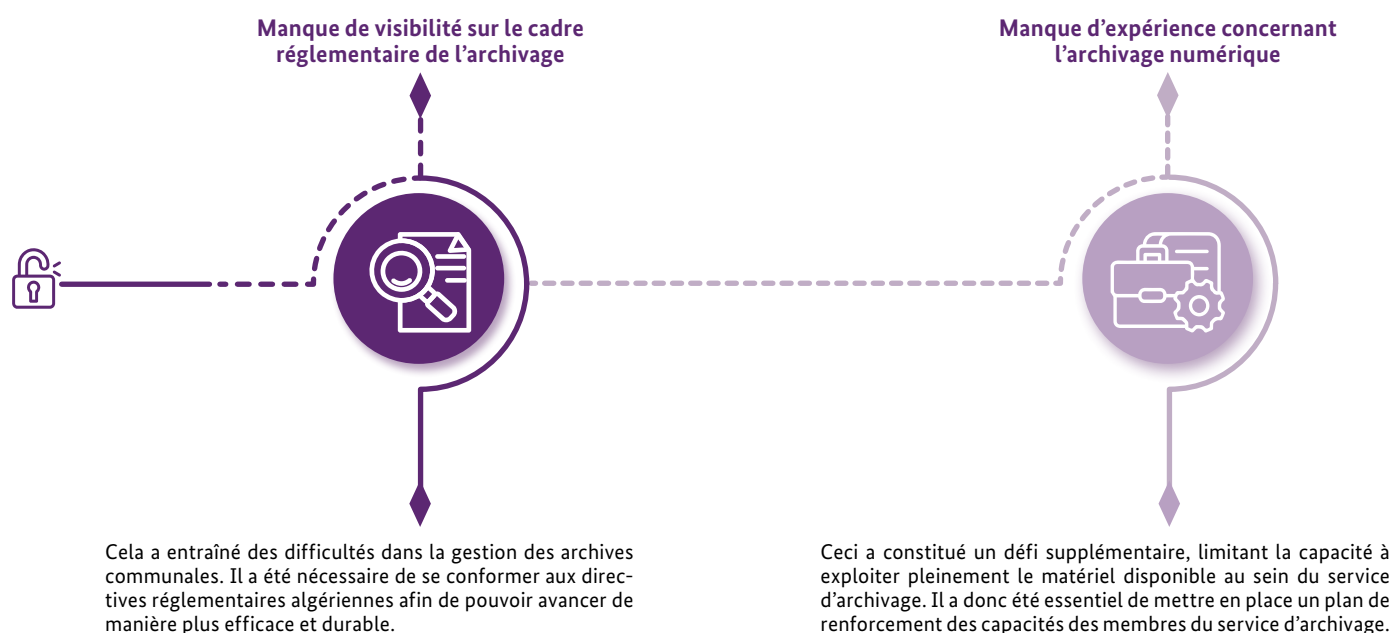 Manque de visibilité sur le cadre
réglementaire de l'archivage
Cela a entraîné des difficultés dans la gestion des archives
communales. Il a été nécessaire de se conformer aux direc-
tives réglementaires algériennes afin de pouvoir avancer de
manière plus efficace et durable.
Manque d'expérience concernant
l'archivage numérique
Ceci a constitué un défi supplémentaire, limitant la capacité à
exploiter pleinement le matériel disponible au sein du service
d'archivage. Il a donc été essentiel de mettre en place un plan de
renforcement des capacités des membres du service d'archivage.